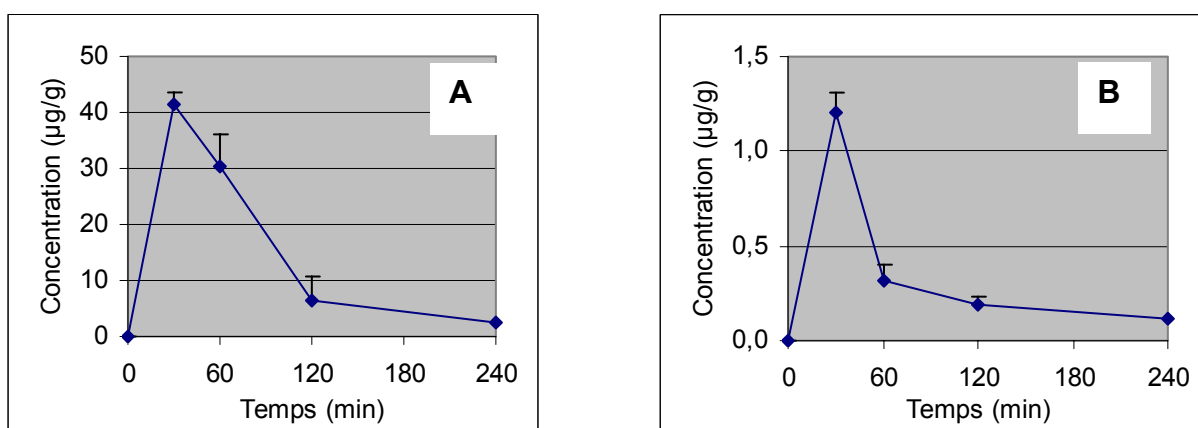 A
Concentration (µg/g)
50
40
30
20
10
0
0 60 120 180 240
Temps (min)
B
Concentration (µg/g)
1,5
1,0
0,5
0,0
0 60 120 180 240
Temps (min)